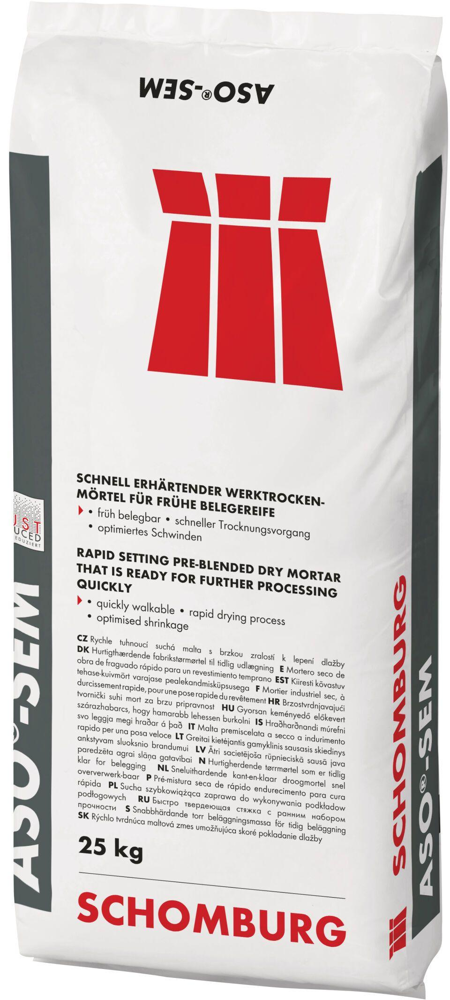 ASO®-SEM
SCHNELL ERHÄRTENDER WERKTROCKEN-
MÖRTEL FÜR FRÜHE BELEGEREIFE
• früh belegbar • schneller Trocknungsvorgang
• optimiertes Schwinden
RAPID SETTING PRE-BLENDED DRY MORTAR
THAT IS READY FOR FURTHER PROCESSING
QUICKLY
• quickly walkable • rapid drying process
• optimised shrinkage
CZ Rychle tuhnoucí suchá malta s brzkou zralostí k lepení dlažby
DK Hurtigthærdende fabrikstørmørtel til tidlig udlægning E Mortero seco de
obra de fraguado rápido para un revestimiento temprano EST Kiiresti kõvastuv
tehase-kuivmört varajase pealekandmisküpsusega F Mortier industriel sec, à
durcissement rapide, pour une pose rapide du revêtement HR Brzostvrdnjavajući
tvornički suhi mort za brzu pripravnost HU Gyorsan keményedő előkevert
szárazhabarcs, hogy hamarabb lehessen burkolni IS Hraðharðnandi múrefni
svo leggja megi hraðar á það IT Malta premiscelata a secco a indurimento
rapido per una posa veloce LT Greitai kietėjantis gamyklinis sausasis skiedinys
ankstyvam sluoksnio brandumui LV Ātri sacietējoša rūpnieciskā sausā java
paredzēta agrai slāņa gatavībai N Hurtigherdende tørrmørtel som er tidlig
klar for belegging NL Sneluithardende kant-en-klaar droogmortel snel
oververwerk-baar P Pré-mistura seca de rápido endurecimento para cura
rápida PL Sucha szybkowiążąca zaprawa do wykonywania podkładow
podłogowych RU Быстро твердеющая стяжка с ранним набором
прочности S Snabbhärdande torr beläggningsmassa för tidig beläggning
SK Rýchlo tvrdnúca maltová zmes umožňujúca skoré pokladanie dlažby
25 kg
SCHOMBURG
UST
UCED
EDUZIERT
ASO®-SEM
SCHOMBURG
ASO®-SEM